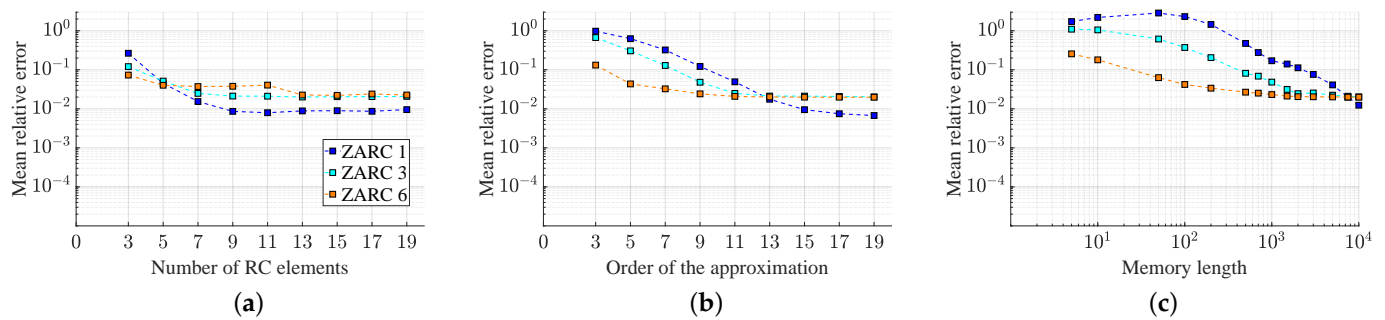 Mean relative error
10^0
10^{-1}
10^{-2}
10^{-3}
10^{-4}
ZARC 1
ZARC 3
ZARC 6
0 3 5 7 9 11 13 15 17 19
Number of RC elements
(a)
Mean relative error
10^0
10^{-1}
10^{-2}
10^{-3}
10^{-4}
0 3 5 7 9 11 13 15 17 19
Order of the approximation
(b)
Mean relative error
10^0
10^{-1}
10^{-2}
10^{-3}
10^{-4}
10^1 10^2 10^3 10^4
Memory length
(c)